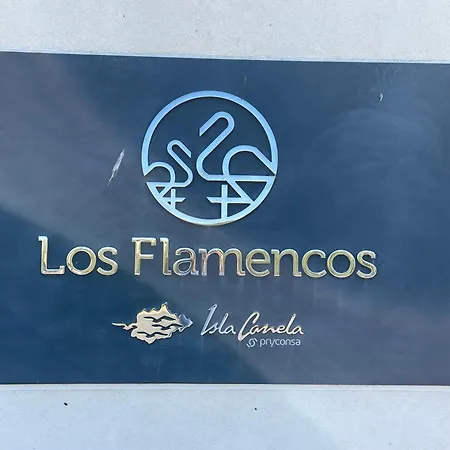 Los Flamencos
Isla Canela
pryconsa